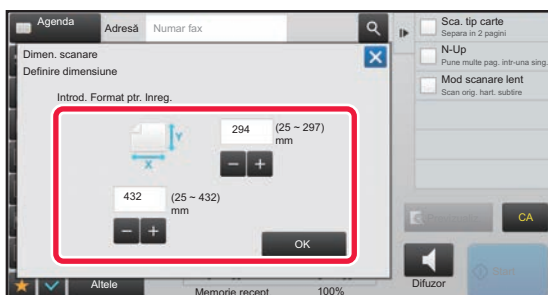 Agenda
Adresă
Numar fax
Sca. tip carte
Separa in 2 pagini
N-Up
Pune multe pag. intr-una sing.
Mod scanare lent
Scan orig. hart. subtire
Dimen. scanare
Definire dimensiune
Introd. Format ptr. Inreg.
Y
X
294
(25 ~ 297)
mm
432
(25 ~ 432)
mm
OK
CA
Start
Difuzor
Altele
Memorie recept
100%